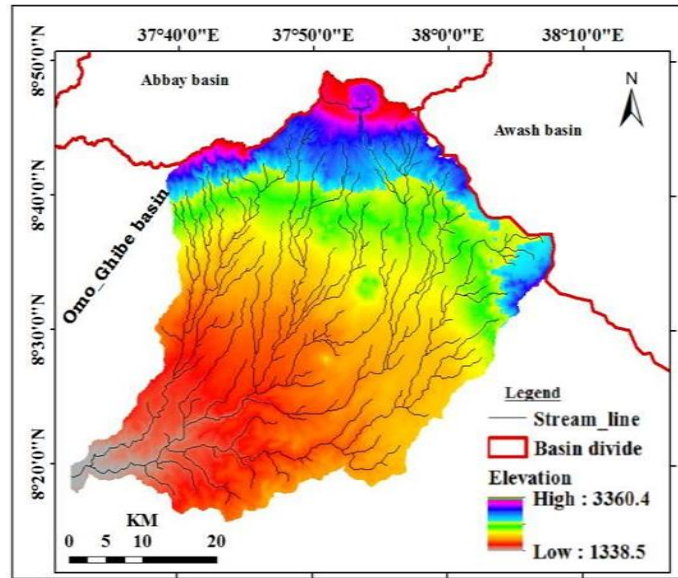 37°40'0"E 37°50'0"E 38°0'0"E 38°10'0"E
8°50'0"N
8°40'0"N
8°30'0"N
8°20'0"N
Abbay basin
N
Awash basin
Omo_Ghibe basin
Legend
Stream_line
Basin divide
Elevation
High : 3360.4
Low : 1338.5
KM
0 5 10 20